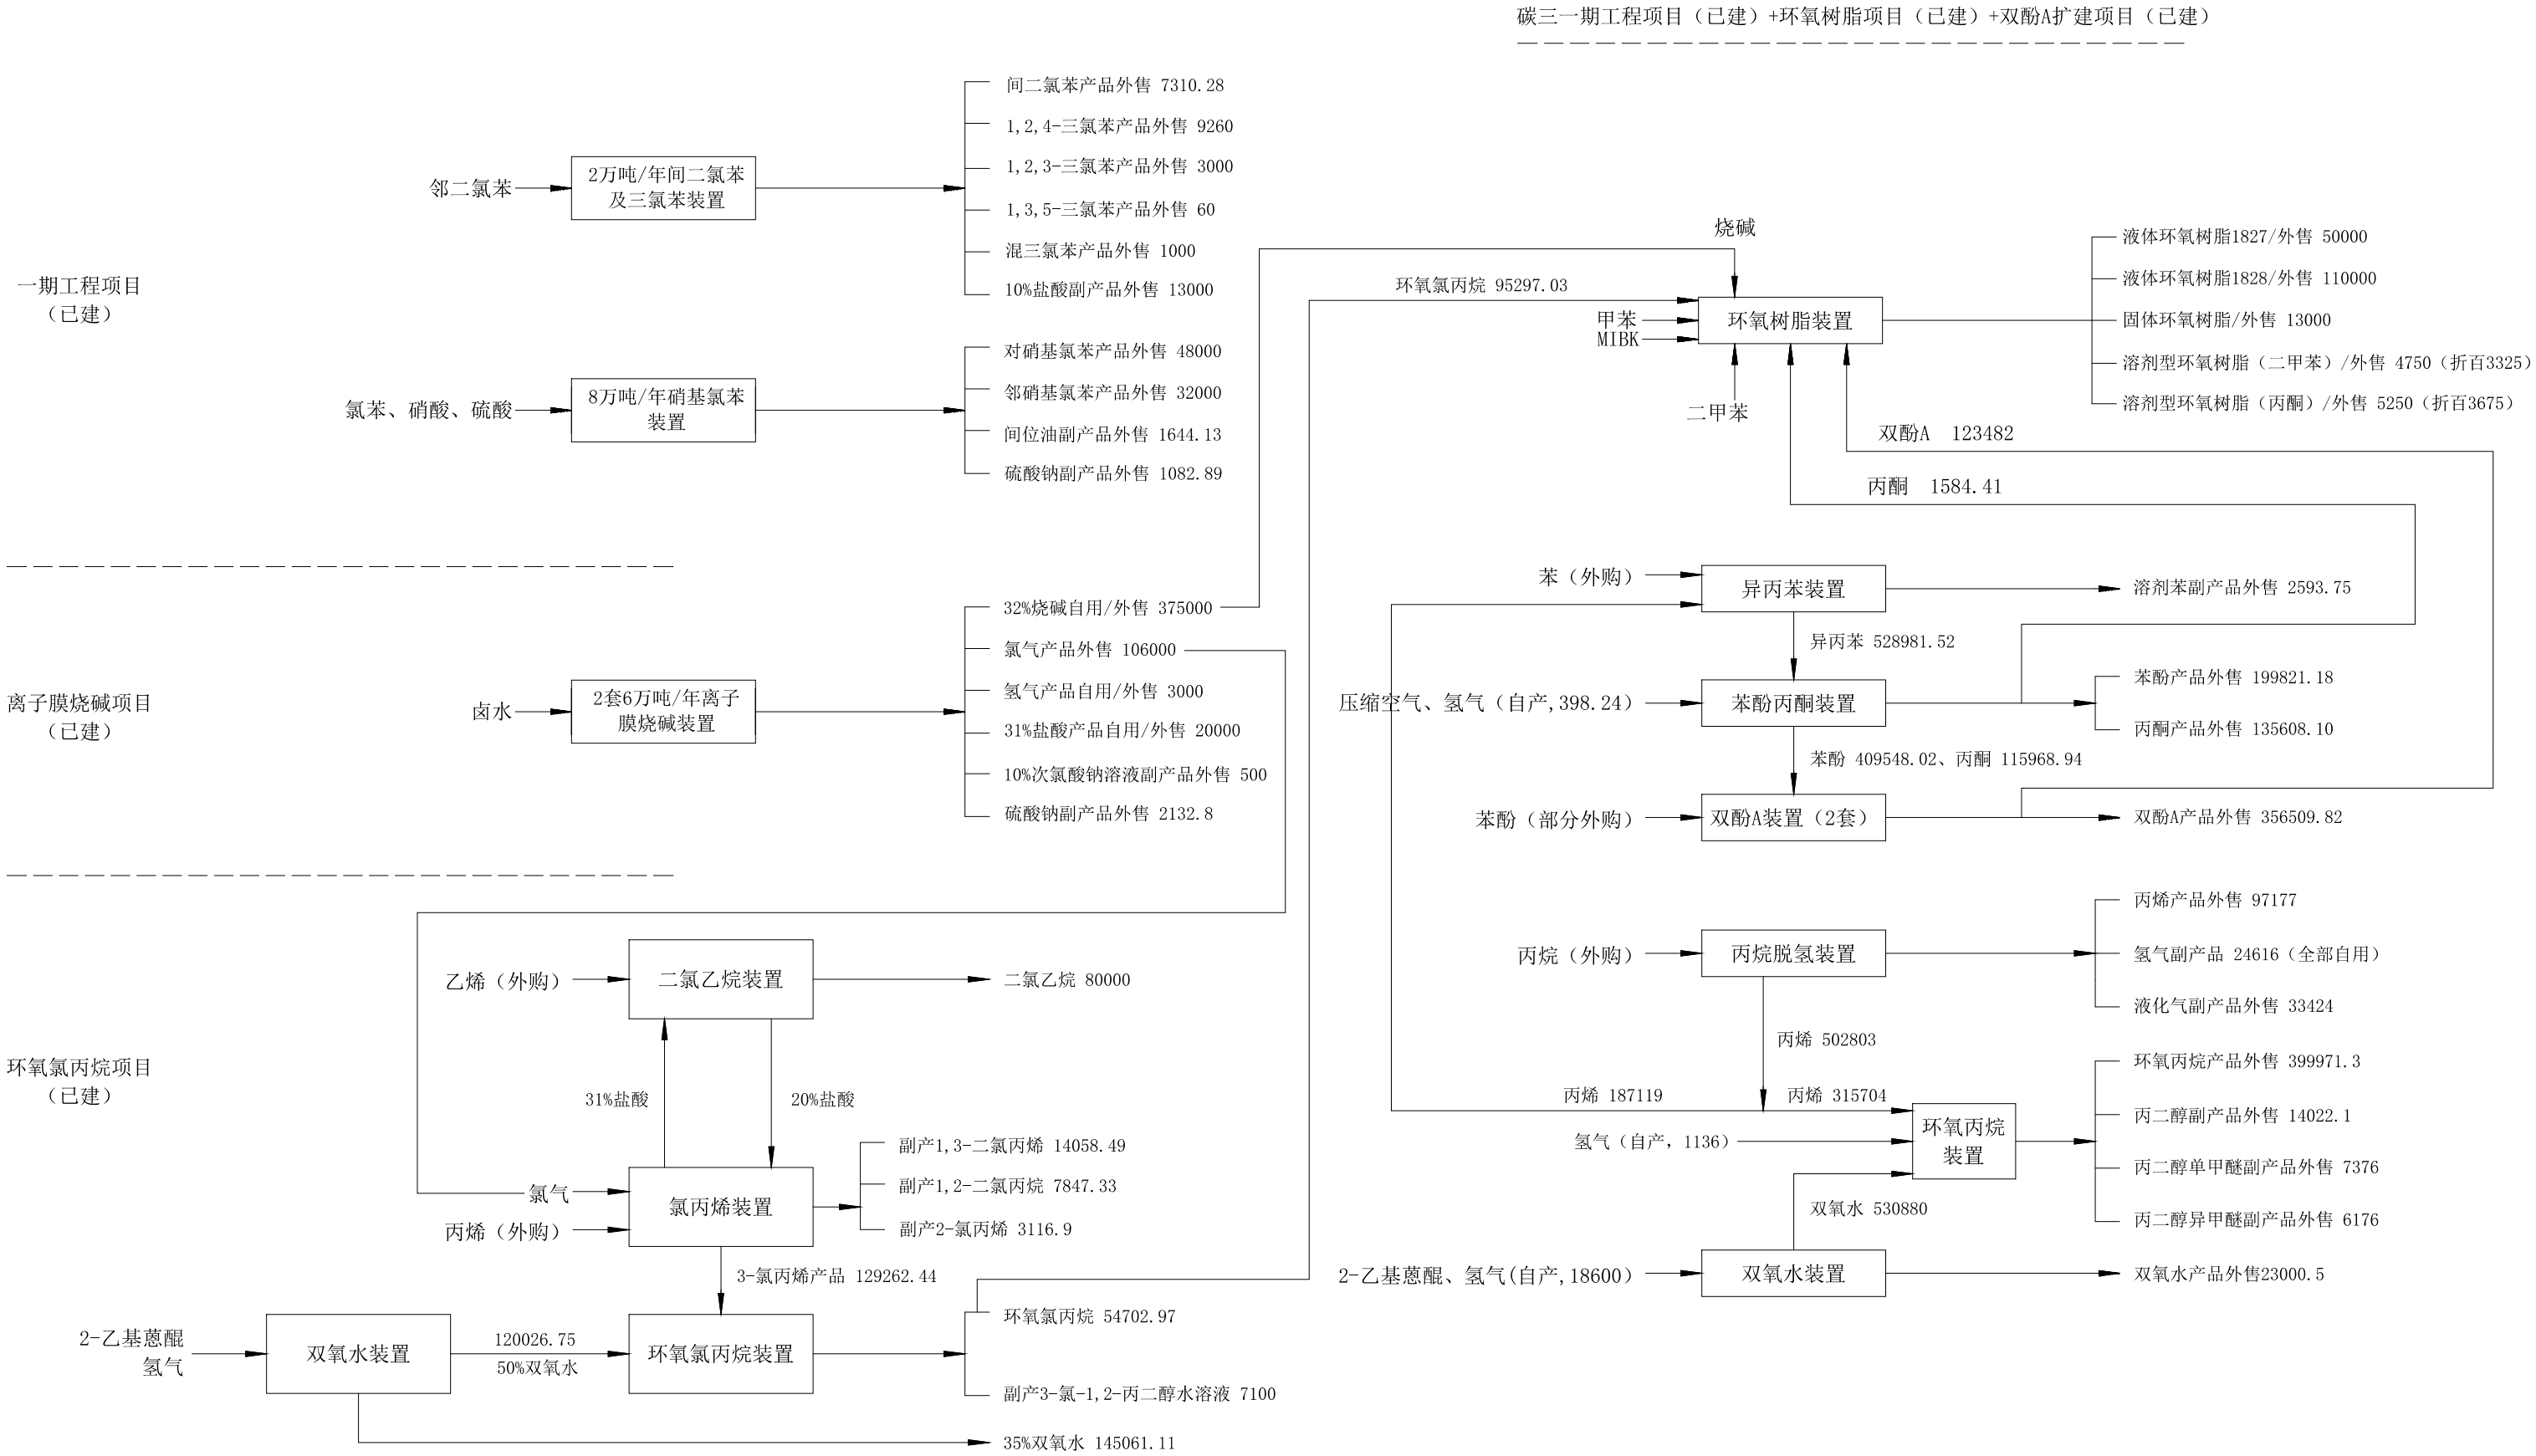 碳三一期工程项目（已建）+环氧树脂项目（已建）+双酚A扩建项目（已建）
一期工程项目
（已建）
邻二氯苯
2万吨/年间二氯苯
及三氯苯装置
间二氯苯产品外售 7310.28
1,2,4-三氯苯产品外售 9260
1,2,3-三氯苯产品外售 3000
1,3,5-三氯苯产品外售 60
混三氯苯产品外售 1000
10%盐酸副产品外售 13000
氯苯、硝酸、硫酸
8万吨/年硝基氯苯
装置
对硝基氯苯产品外售 48000
邻硝基氯苯产品外售 32000
间位油副产品外售 1644.13
硫酸钠副产品外售 1082.89
离子膜烧碱项目
（已建）
卤水
2套6万吨/年离子
膜烧碱装置
32%烧碱自用/外售 375000
氯气产品外售 106000
氢气产品自用/外售 3000
31%盐酸产品自用/外售 20000
10%次氯酸钠溶液副产品外售 500
硫酸钠副产品外售 2132.8
环氧氯丙烷项目
（已建）
乙烯（外购）
二氯乙烷装置
二氯乙烷 80000
31%盐酸
20%盐酸
氯气
丙烯（外购）
氯丙烯装置
副产1,3-二氯丙烯 14058.49
副产1,2-二氯丙烷 7847.33
副产2-氯丙烯 3116.9
3-氯丙烯产品 129262.44
2-乙基蒽醌
氢气
双氧水装置
120026.75
50%双氧水
环氧氯丙烷装置
环氧氯丙烷 54702.97
副产3-氯-1,2-丙二醇水溶液 7100
35%双氧水 145061.11
烧碱
环氧氯丙烷 95297.03
甲苯
MIBK
环氧树脂装置
二甲苯
液体环氧树脂1827/外售 50000
液体环氧树脂1828/外售 110000
固体环氧树脂/外售 13000
溶剂型环氧树脂（二甲苯）/外售 4750（折百3325）
溶剂型环氧树脂（丙酮）/外售 5250（折百3675）
双酚A 123482
丙酮 1584.41
苯（外购）
异丙苯装置
溶剂苯副产品外售 2593.75
异丙苯 528981.52
压缩空气、氢气（自产,398.24）
苯酚丙酮装置
苯酚产品外售 199821.18
丙酮产品外售 135608.10
苯酚 409548.02、丙酮 115968.94
苯酚（部分外购）
双酚A装置（2套）
双酚A产品外售 356509.82
丙烷（外购）
丙烷脱氢装置
丙烯产品外售 97177
氢气副产品 24616（全部自用）
液化气副产品外售 33424
丙烯 502803
丙烯 187119
丙烯 315704
氢气（自产，1136）
环氧丙烷
装置
环氧丙烷产品外售 399971.3
丙二醇副产品外售 14022.1
丙二醇单甲醚副产品外售 7376
丙二醇异甲醚副产品外售 6176
双氧水 530880
2-乙基蒽醌、氢气(自产,18600）
双氧水装置
双氧水产品外售23000.5